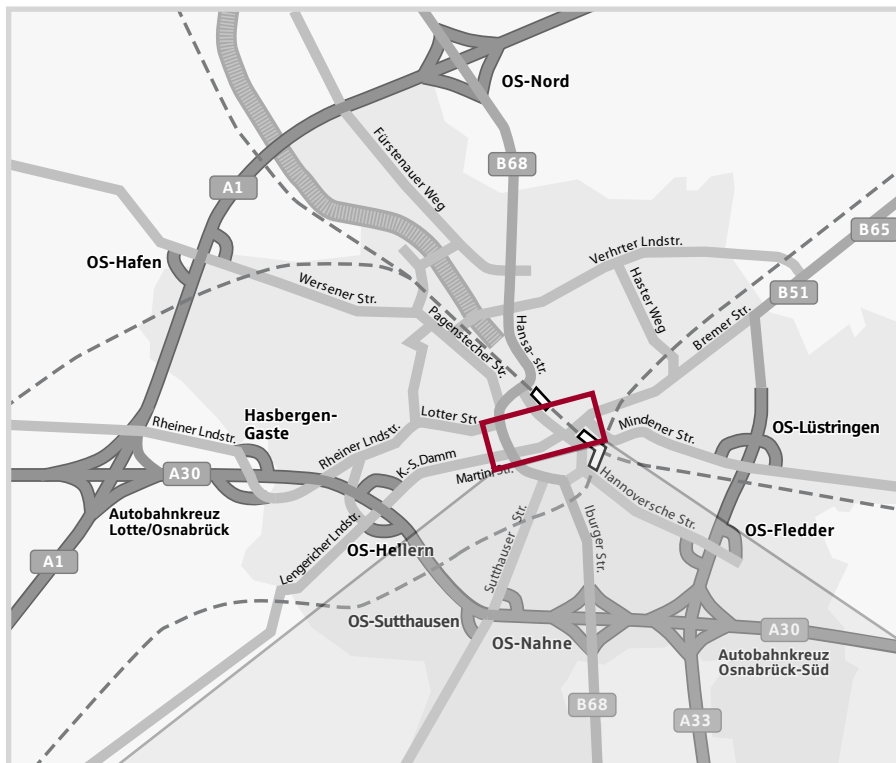 OS-Nord
Fürstenauer Weg
B68
A1
B65
OS-Hafen
Verhrter Lndstr.
Wersener Str.
Haster Weg
B51
Pagenstecher Str.
Hansa- str.
Bremer Str.
Rheiner Lndstr.
Hasbergen-
Gaste
Lotter Str.
Mindener Str.
OS-Lüstringen
Rheiner Lndstr.
K.-S.Damm
A30
Martini Str.
Hannoversche Str.
Autobahnkreuz
Lotte/Osnabrück
Lengericher Lndstr.
OS-Hellern
Sutthauser Str.
Iburger Str.
OS-Fledder
A1
OS-Sutthausen
OS-Nahne
A30
Autobahnkreuz
Osnabrück-Süd
B68
A33